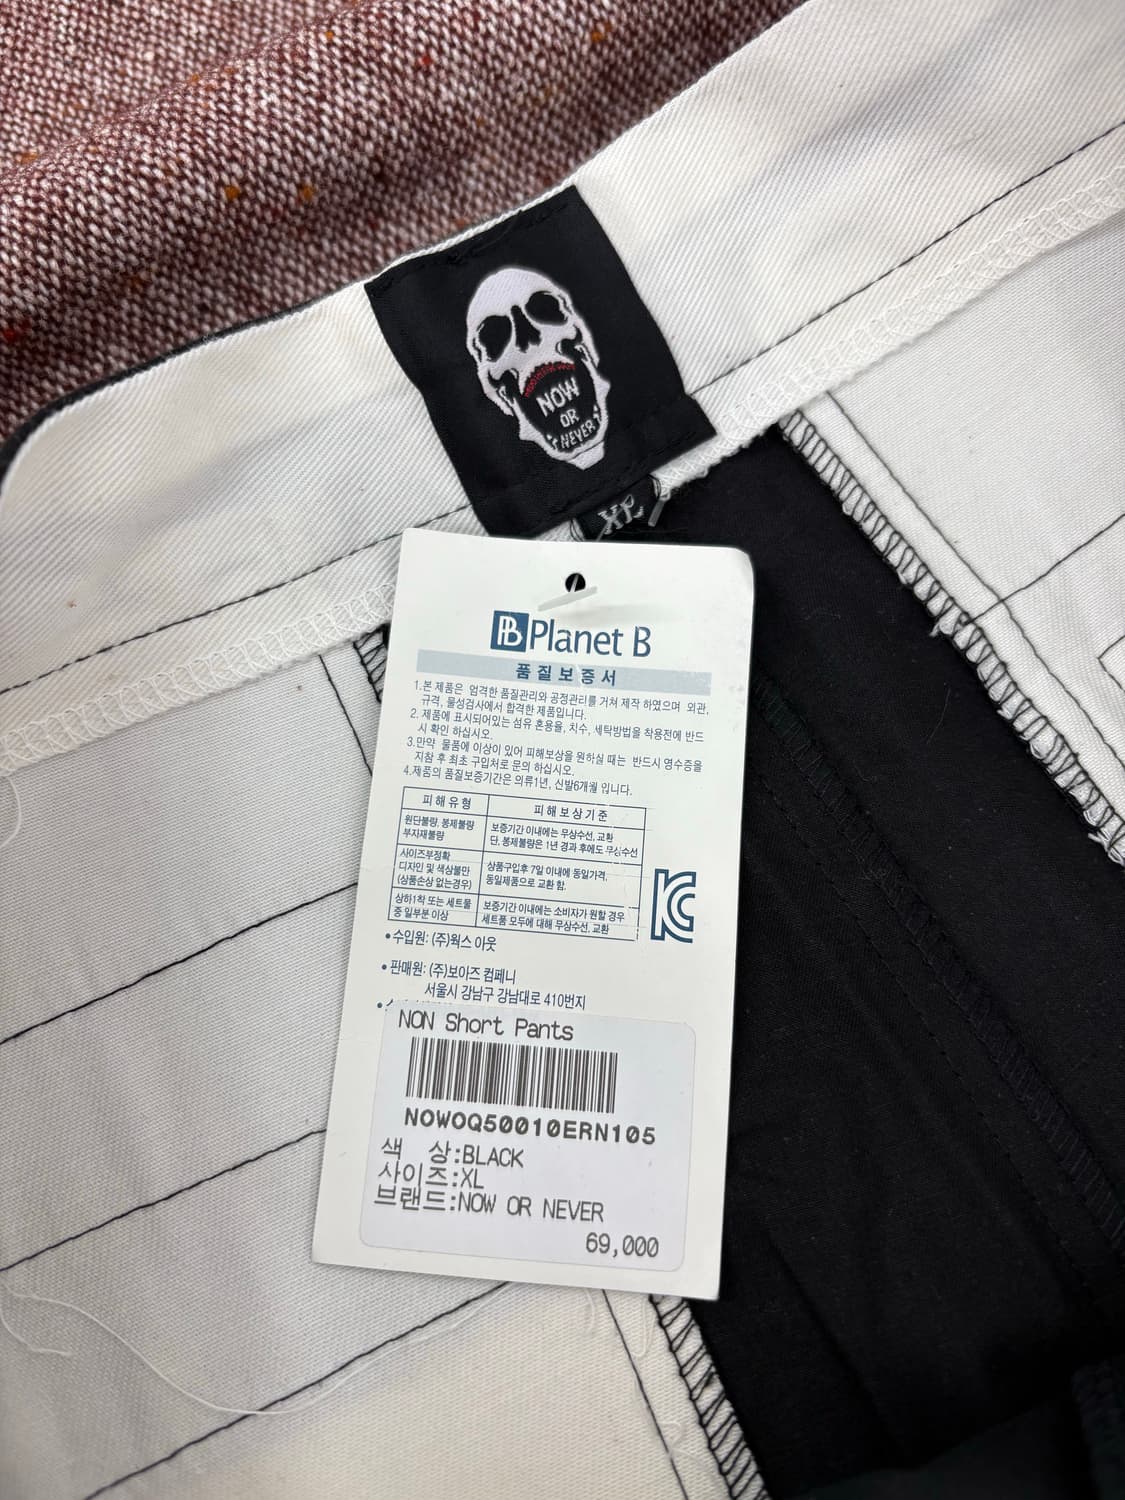 NOW
OR
NEVER
XL
PB Planet B
품질보증서
1.본 제품은 엄격한 품질관리와 공정관리를 거쳐 제작 하였으며 외관,
규격, 물성검사에서 합격한 제품입니다.
2. 제품에 표시되어있는 섬유 혼용율, 치수, 세탁방법을 착용전에 반드
시 확인 하십시오.
3.만약 물품에 이상이 있어 피해보상을 원하실 때는 반드시 영수증을
지참 후 최초 구입처로 문의 하십시오.
4.제품의 품질보증기간은 의류1년, 신발6개월 입니다.
피해유형 피해보상기준
원단불량, 봉제불량
부자재불량
보증기간 이내에는 무상수선, 교환
단, 봉제불량은 1년 경과 후에도 무상수선
사이즈부정확
디자인 및 색상불만
(상품손상 없는경우)
상품구입후 7일 이내에 동일가격,
동일제품으로 교환 함.
상하1착 또는 세트물
중 일부분 이상
보증기간 이내에는 소비자가 원할 경우
세트품 모두에 대해 무상수선, 교환
KC
•수입원: (주)웍스 아웃
•판매원: (주)보아즈 컴페니
서울시 강남구 강남대로 410번지
NON Short Pants
NOWOQ50010ERN105
색 상:BLACK
사이즈:XL
브랜드:NOW OR NEVER
69,000